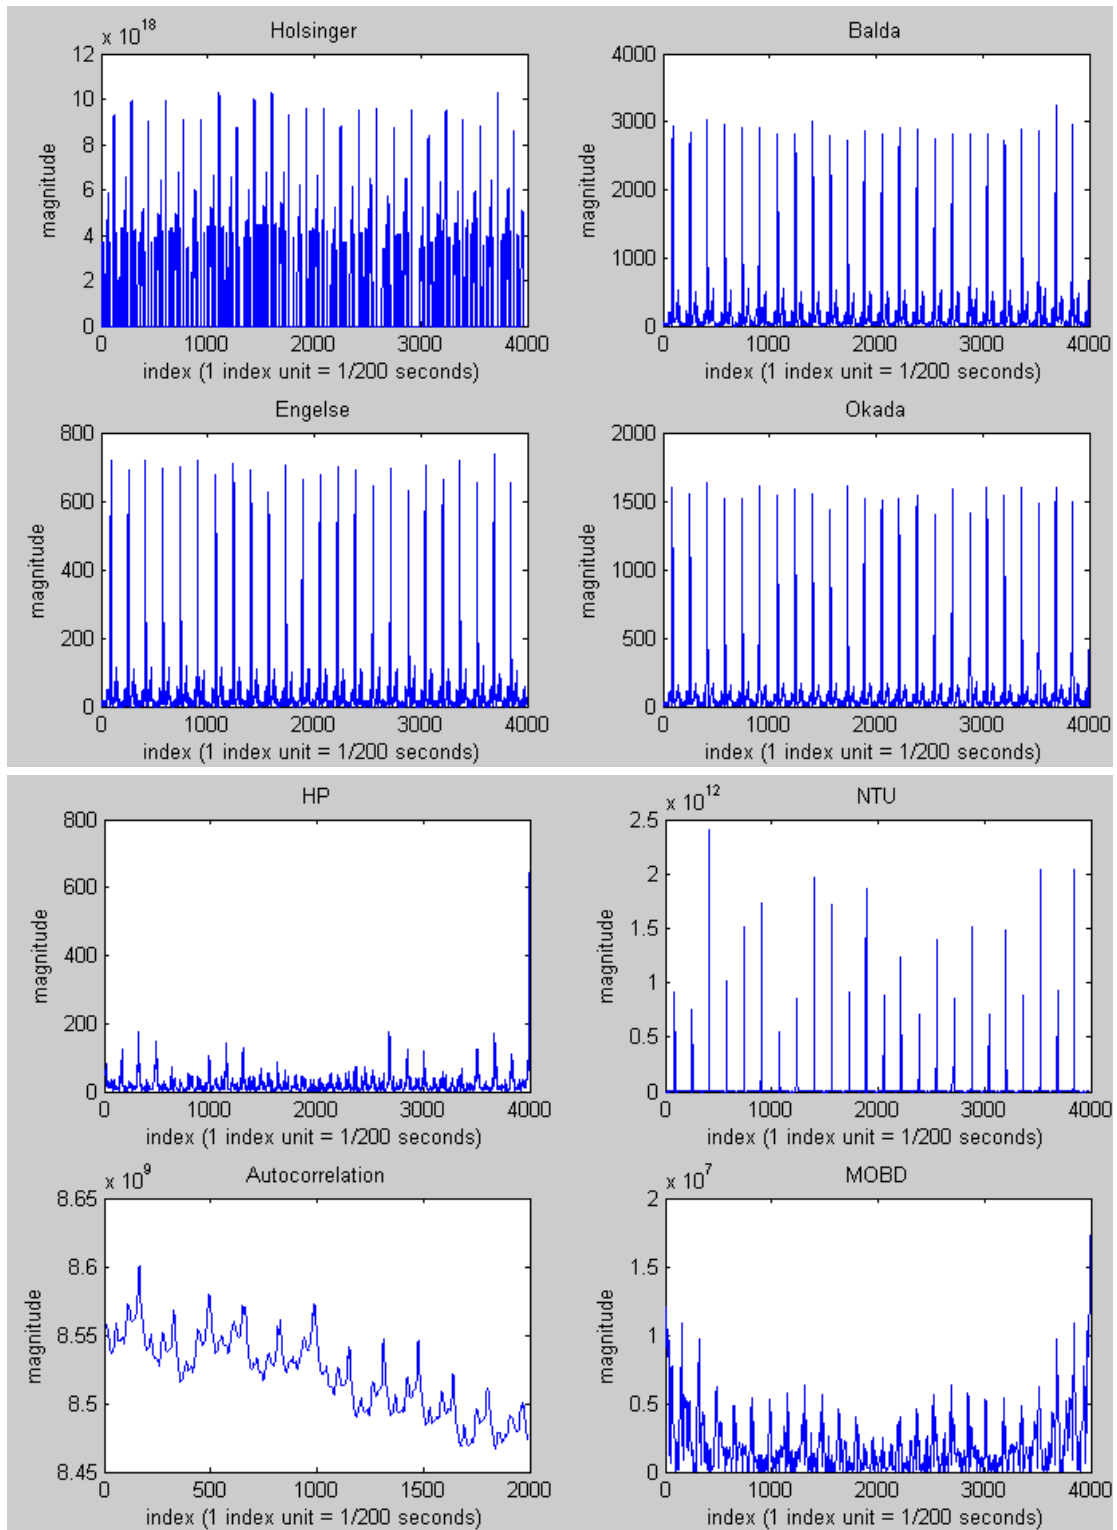 Holsinger
x 10^18
magnitude
12
10
8
6
4
2
0
0 1000 2000 3000 4000
index (1 index unit = 1/200 seconds)
Balda
magnitude
4000
3000
2000
1000
0
0 1000 2000 3000 4000
index (1 index unit = 1/200 seconds)
Engelse
magnitude
800
600
400
200
0
0 1000 2000 3000 4000
index (1 index unit = 1/200 seconds)
Okada
magnitude
2000
1500
1000
500
0
0 1000 2000 3000 4000
index (1 index unit = 1/200 seconds)
HP
magnitude
800
600
400
200
0
0 1000 2000 3000 4000
index (1 index unit = 1/200 seconds)
NTU
x 10^12
magnitude
2.5
2
1.5
1
0.5
0
0 1000 2000 3000 4000
index (1 index unit = 1/200 seconds)
Autocorrelation
x 10^9
magnitude
8.65
8.6
8.55
8.5
8.45
0 500 1000 1500 2000
index (1 index unit = 1/200 seconds)
MOBD
x 10^7
magnitude
2
1.5
1
0.5
0
0 1000 2000 3000 4000
index (1 index unit = 1/200 seconds)